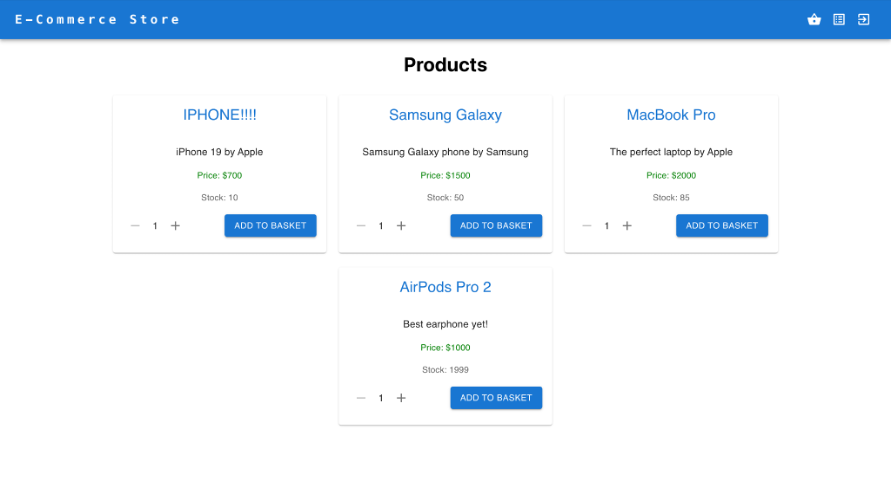 E-Commerce Store
Products
IPHONE!!!!
iPhone 19 by Apple
Price: $700
Stock: 10
1
ADD TO BASKET
Samsung Galaxy
Samsung Galaxy phone by Samsung
Price: $1500
Stock: 50
1
ADD TO BASKET
MacBook Pro
The perfect laptop by Apple
Price: $2000
Stock: 85
1
ADD TO BASKET
AirPods Pro 2
Best earphone yet!
Price: $1000
Stock: 1999
1
ADD TO BASKET